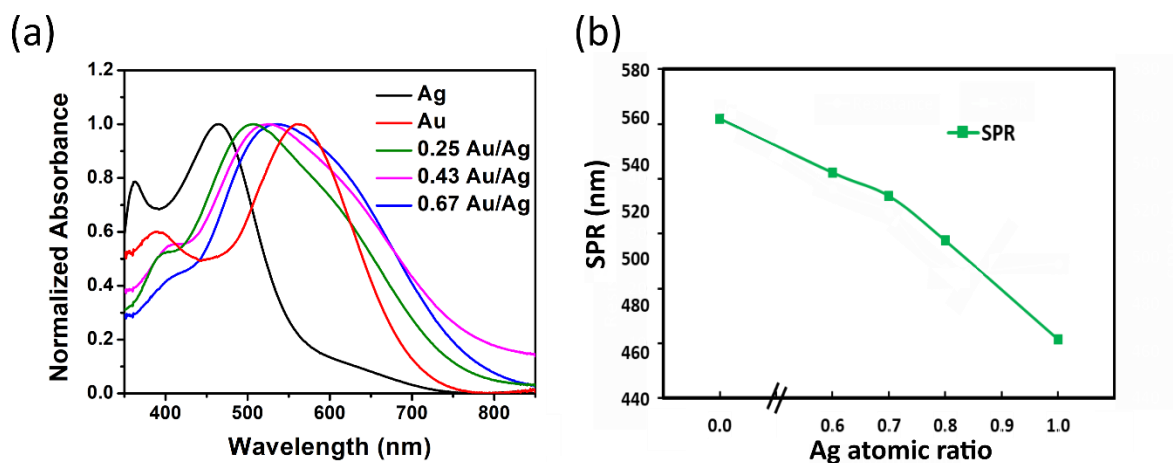 (a)
(b)
1.2
1.0
0.8
0.6
0.4
0.2
0.0
Normalized Absorbance
400 500 600 700 800
Wavelength (nm)
Ag
Au
0.25 Au/Ag
0.43 Au/Ag
0.67 Au/Ag
580
560
540
520
500
480
460
440
SPR (nm)
SPR
0.0 0.6 0.7 0.8 0.9 1.0
Ag atomic ratio